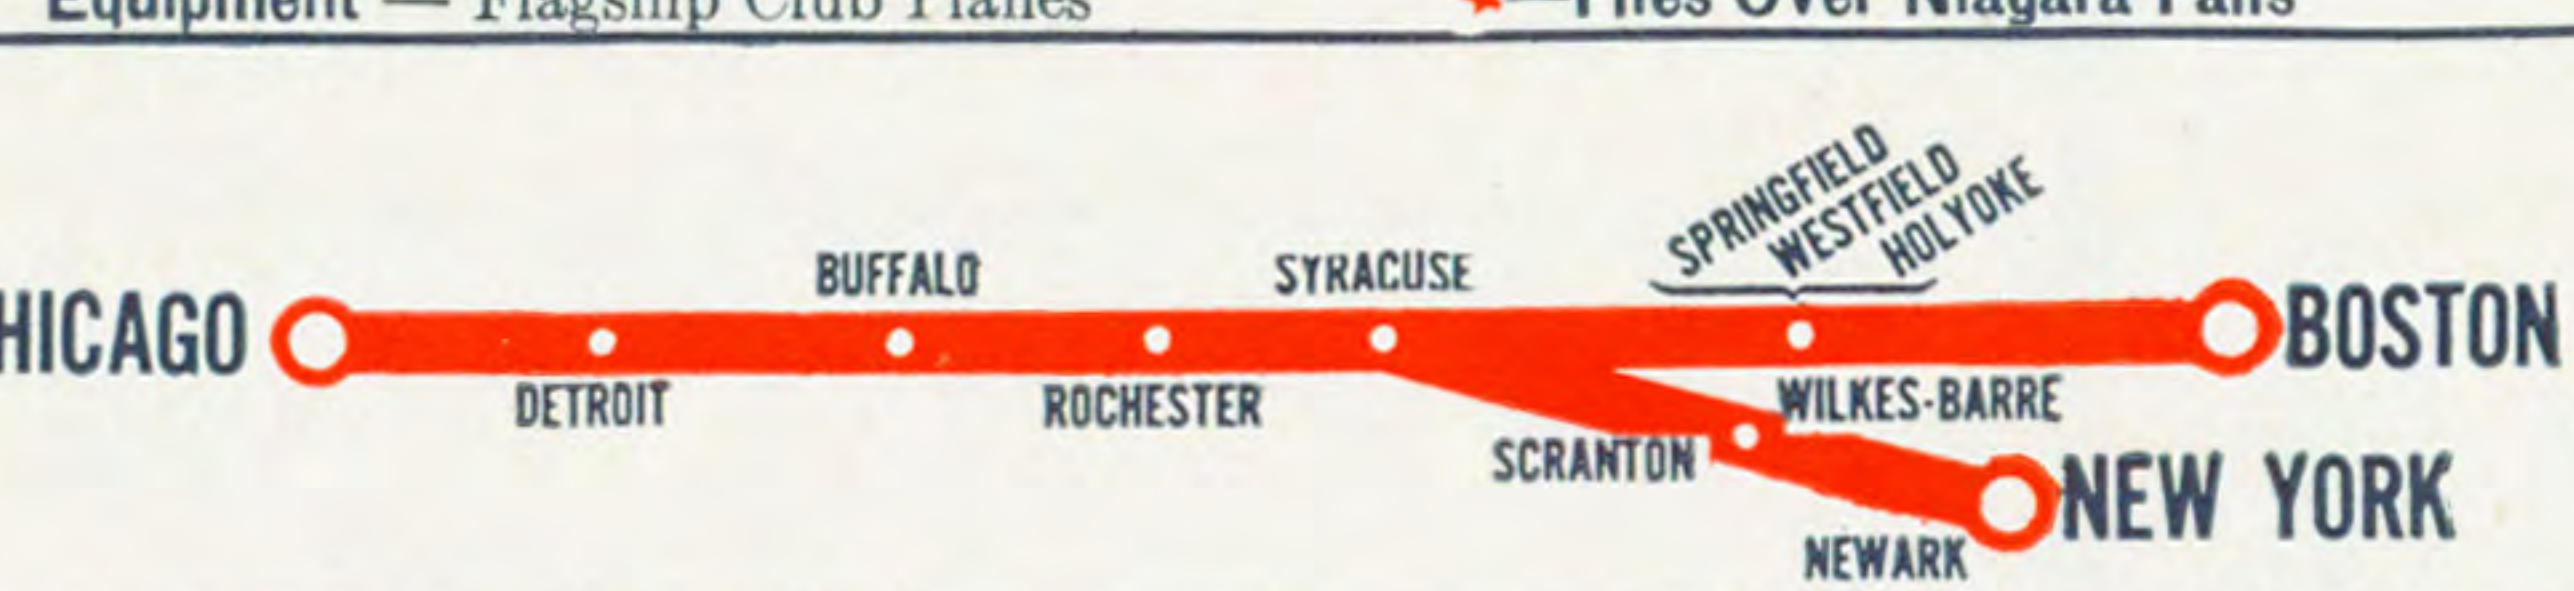 Equipment — Flagship Club Planes
★—Flies Over Niagara Falls
SPRINGFIELD
WESTFIELD
HOLYOKE
BUFFALO
SYRACUSE
HICAGO
BOSTON
DETROIT
ROCHESTER
WILKES-BARRE
SCRANTON
NEW YORK
NEWARK